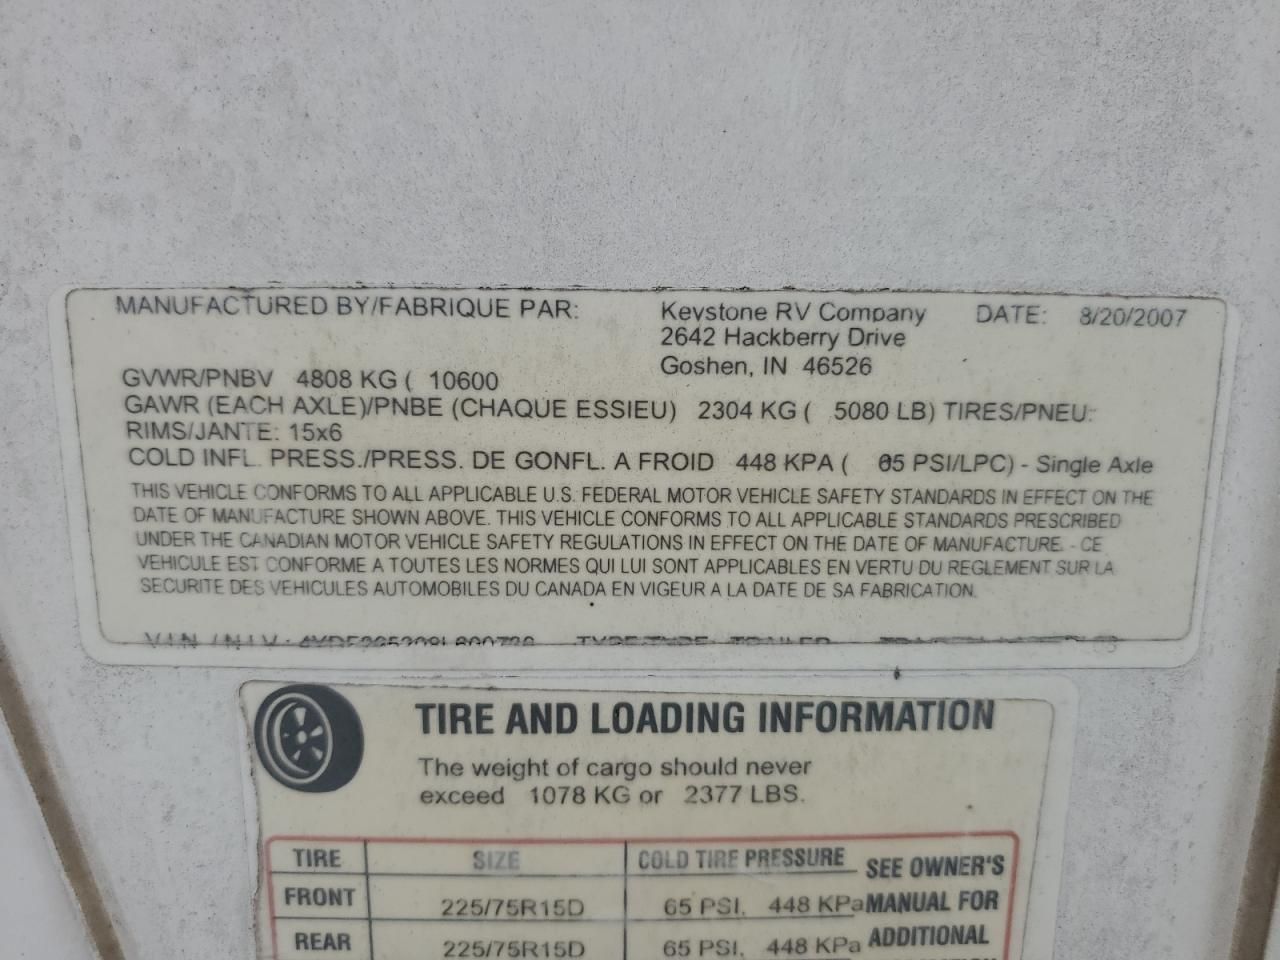 MANUFACTURED BY/FABRIQUE PAR: Keystone RV Company DATE: 8/20/2007
2642 Hackberry Drive
Goshen, IN 46526
GVWR/PNBV 4808 KG ( 10600
GAWR (EACH AXLE)/PNBE (CHAQUE ESSIEU) 2304 KG ( 5080 LB) TIRES/PNEU:
RIMS/JANTE: 15x6
COLD INFL. PRESS./PRESS. DE GONFL. A FROID 448 KPA ( 65 PSI/LPC) - Single Axle
THIS VEHICLE CONFORMS TO ALL APPLICABLE U.S. FEDERAL MOTOR VEHICLE SAFETY STANDARDS IN EFFECT ON THE
DATE OF MANUFACTURE SHOWN ABOVE. THIS VEHICLE CONFORMS TO ALL APPLICABLE STANDARDS PRESCRIBED
UNDER THE CANADIAN MOTOR VEHICLE SAFETY REGULATIONS IN EFFECT ON THE DATE OF MANUFACTURE. - CE
VEHICULE EST CONFORME A TOUTES LES NORMES QUI LUI SONT APPLICABLES EN VERTU DU REGLEMENT SUR LA
SECURITE DES VEHICULES AUTOMOBILES DU CANADA EN VIGEUR A LA DATE DE SA FABRICATION.
V.I.N. / N.I.V.: TYPE/TYPE: TRAILER
TIRE AND LOADING INFORMATION
The weight of cargo should never
exceed 1078 KG or 2377 LBS.
TIRE SIZE COLD TIRE PRESSURE SEE OWNER'S
FRONT 225/75R15D 65 PSI, 448 KPa MANUAL FOR
REAR 225/75R15D 65 PSI, 448 KPa ADDITIONAL